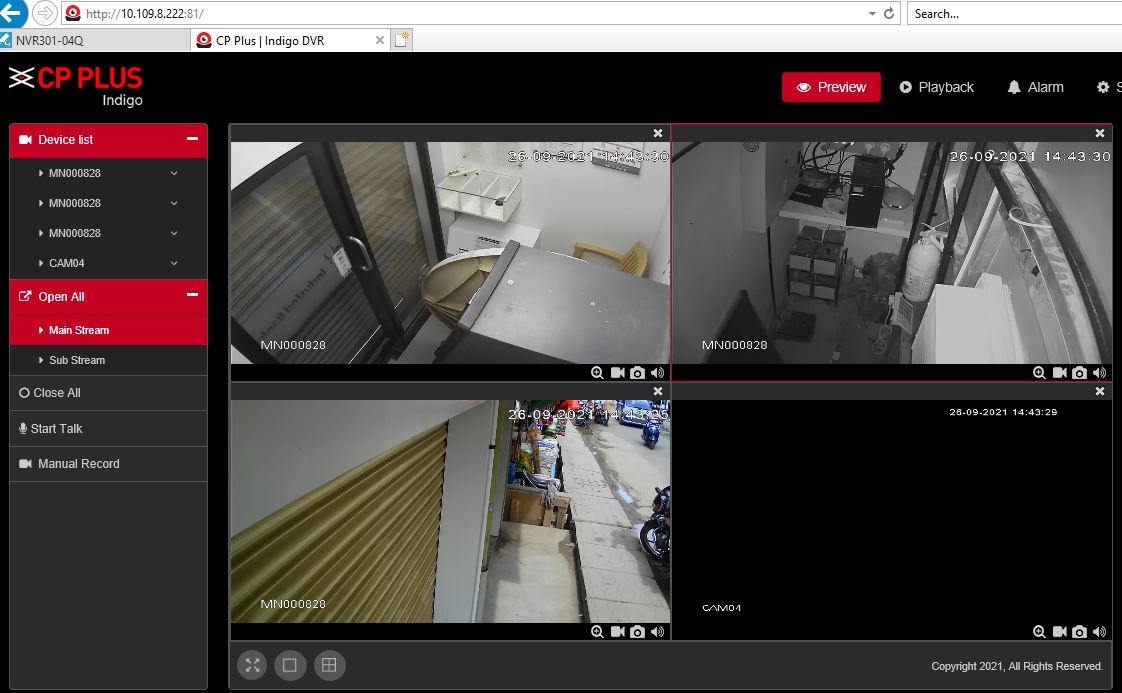 http://10.109.8.222:81/
Search...
NVR301-04Q
CP Plus | Indigo DVR
CP PLUS
Indigo
Preview
Playback
Alarm
S
Device list
MN000828
MN000828
MN000828
CAM04
Open All
Main Stream
Sub Stream
Close All
Start Talk
Manual Record
26-09-2021 14:43:30
MN000828
26-09-2021 14:43:30
MN000828
26-09-2021 14:43:25
MN000828
26-09-2021 14:43:29
CAM04
Copyright 2021, All Rights Reserved.